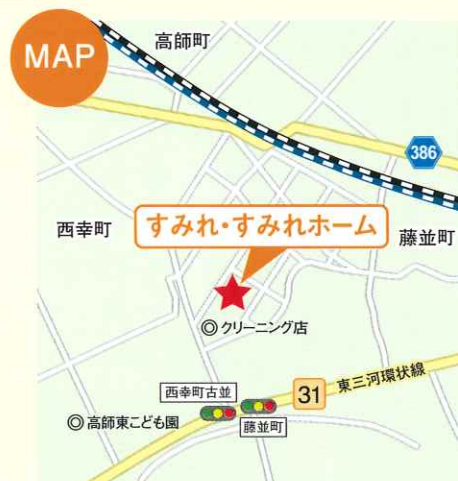 MAP
高師町
386
西幸町
すみれ・すみれホーム
藤並町
◎クリーニング店
西幸町古並
31
東三河環状線
◎高師東こども園
藤並町